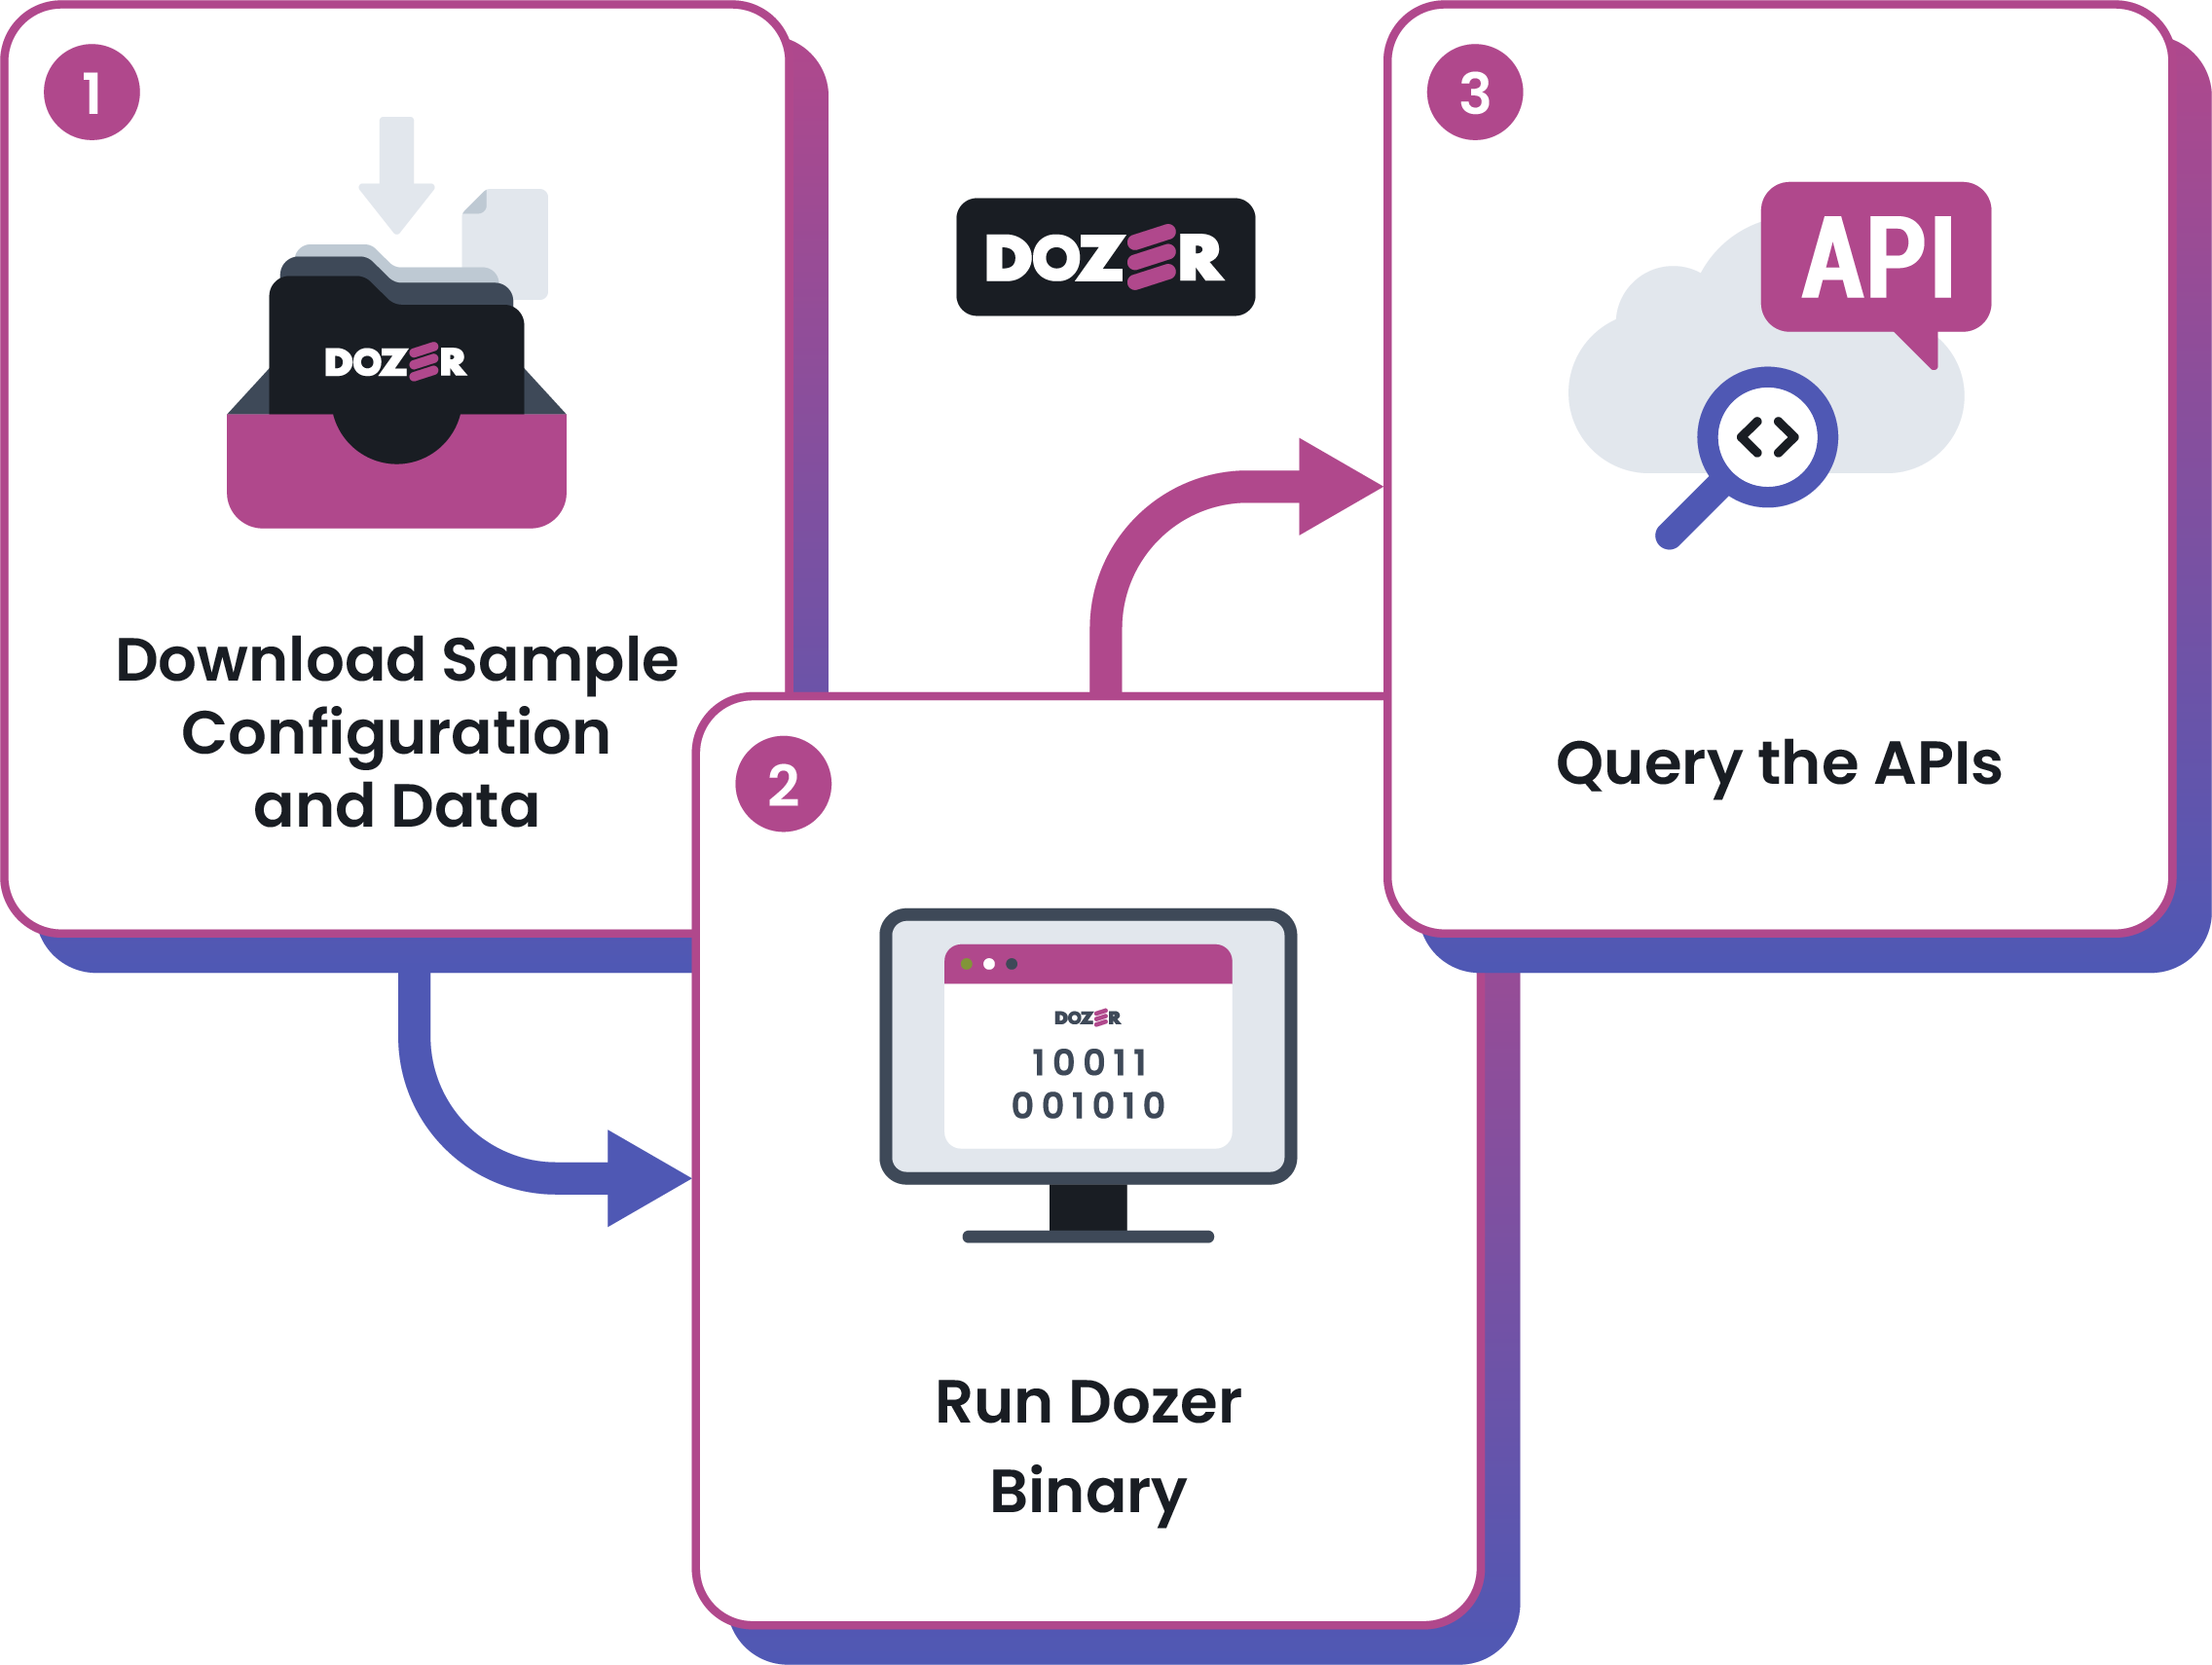 1
DOZER
Download Sample
Configuration
and Data
DOZER
2
DOZER
10011
001010
Run Dozer
Binary
3
API
<>
Query the APIs